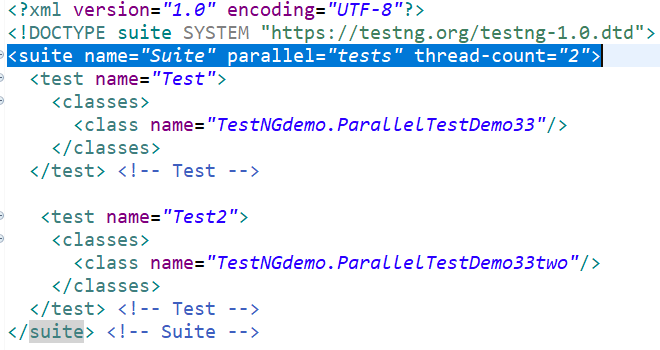 <?xml version="1.0" encoding="UTF-8"?>
<!DOCTYPE suite SYSTEM "https://testng.org/testng-1.0.dtd">
<suite name="Suite" parallel="tests" thread-count="2">
  <test name="Test">
    <classes>
      <class name="TestNGdemo.ParallelTestDemo33"/>
    </classes>
  </test> <!-- Test -->

   <test name="Test2">
    <classes>
      <class name="TestNGdemo.ParallelTestDemo33two"/>
    </classes>
  </test> <!-- Test -->
</suite> <!-- Suite -->